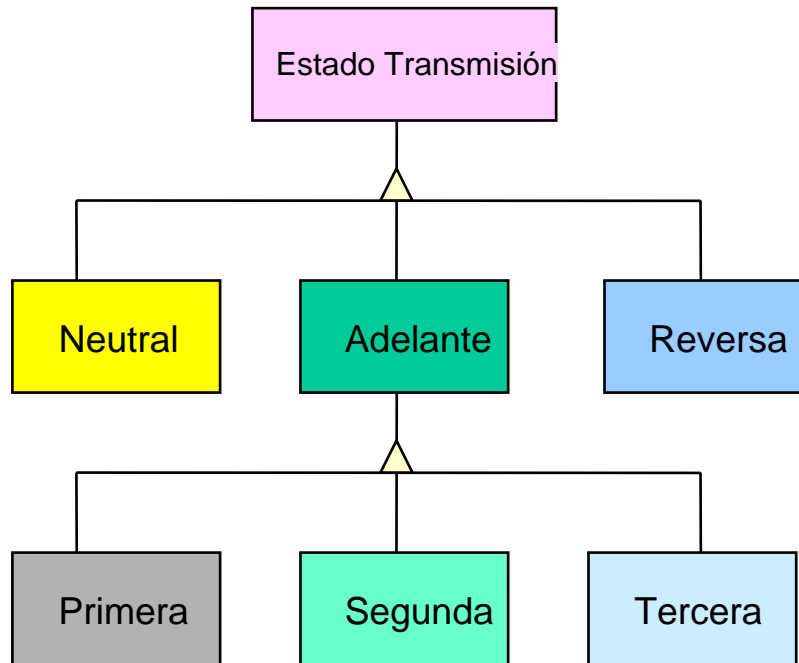 Estado Transmisión
Neutral
Adelante
Reversa
Primera
Segunda
Tercera